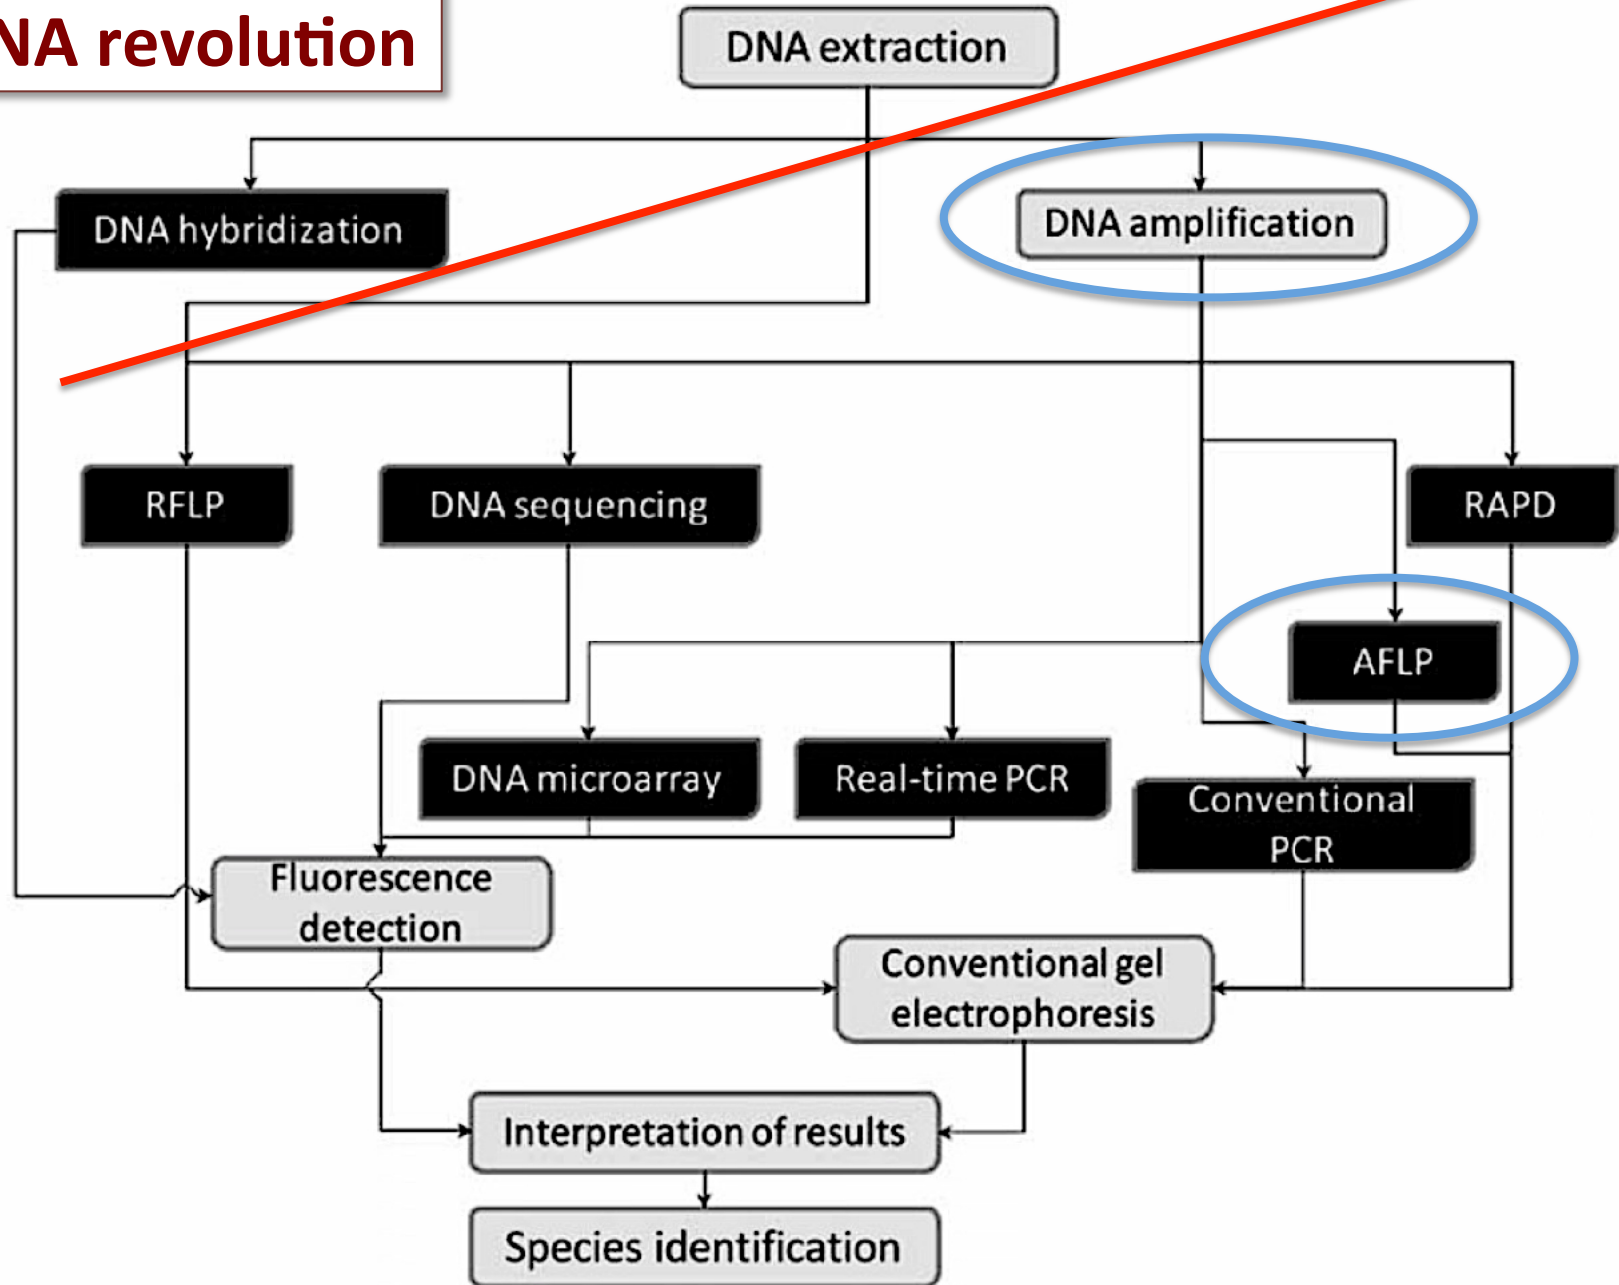 NA revolution
DNA extraction
DNA hybridization
DNA amplification
RFLP
DNA sequencing
RAPD
AFLP
DNA microarray
Real-time PCR
Conventional
PCR
Fluorescence
detection
Conventional gel
electrophoresis
Interpretation of results
Species identification